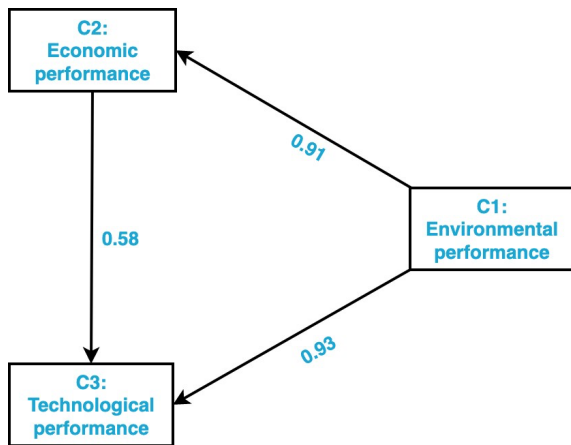 C2:
Economic
performance
0.91
C1:
Environmental
performance
0.58
0.93
C3:
Technological
performance